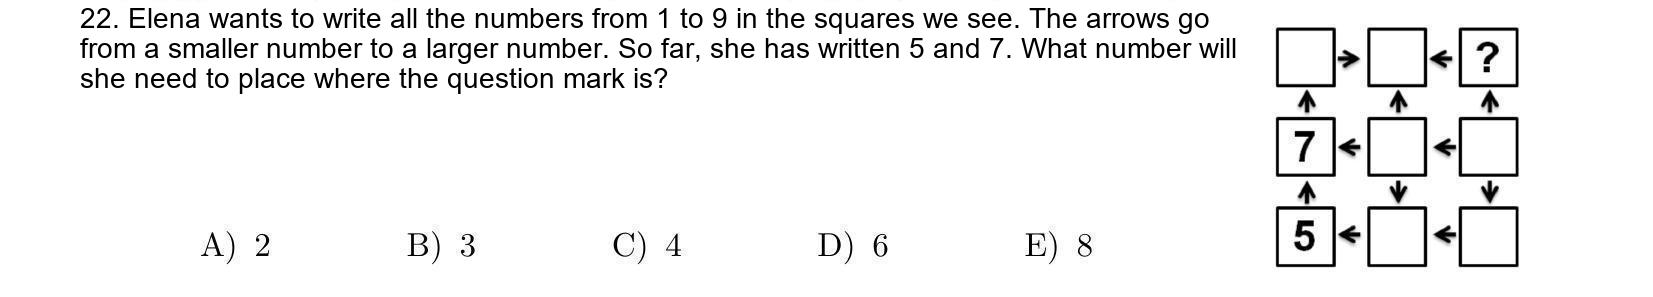 22. Elena wants to write all the numbers from 1 to 9 in the squares we see. The arrows go
from a smaller number to a larger number. So far, she has written 5 and 7. What number will
she need to place where the question mark is?
?
7
5
A) 2 B) 3 C) 4 D) 6 E) 8